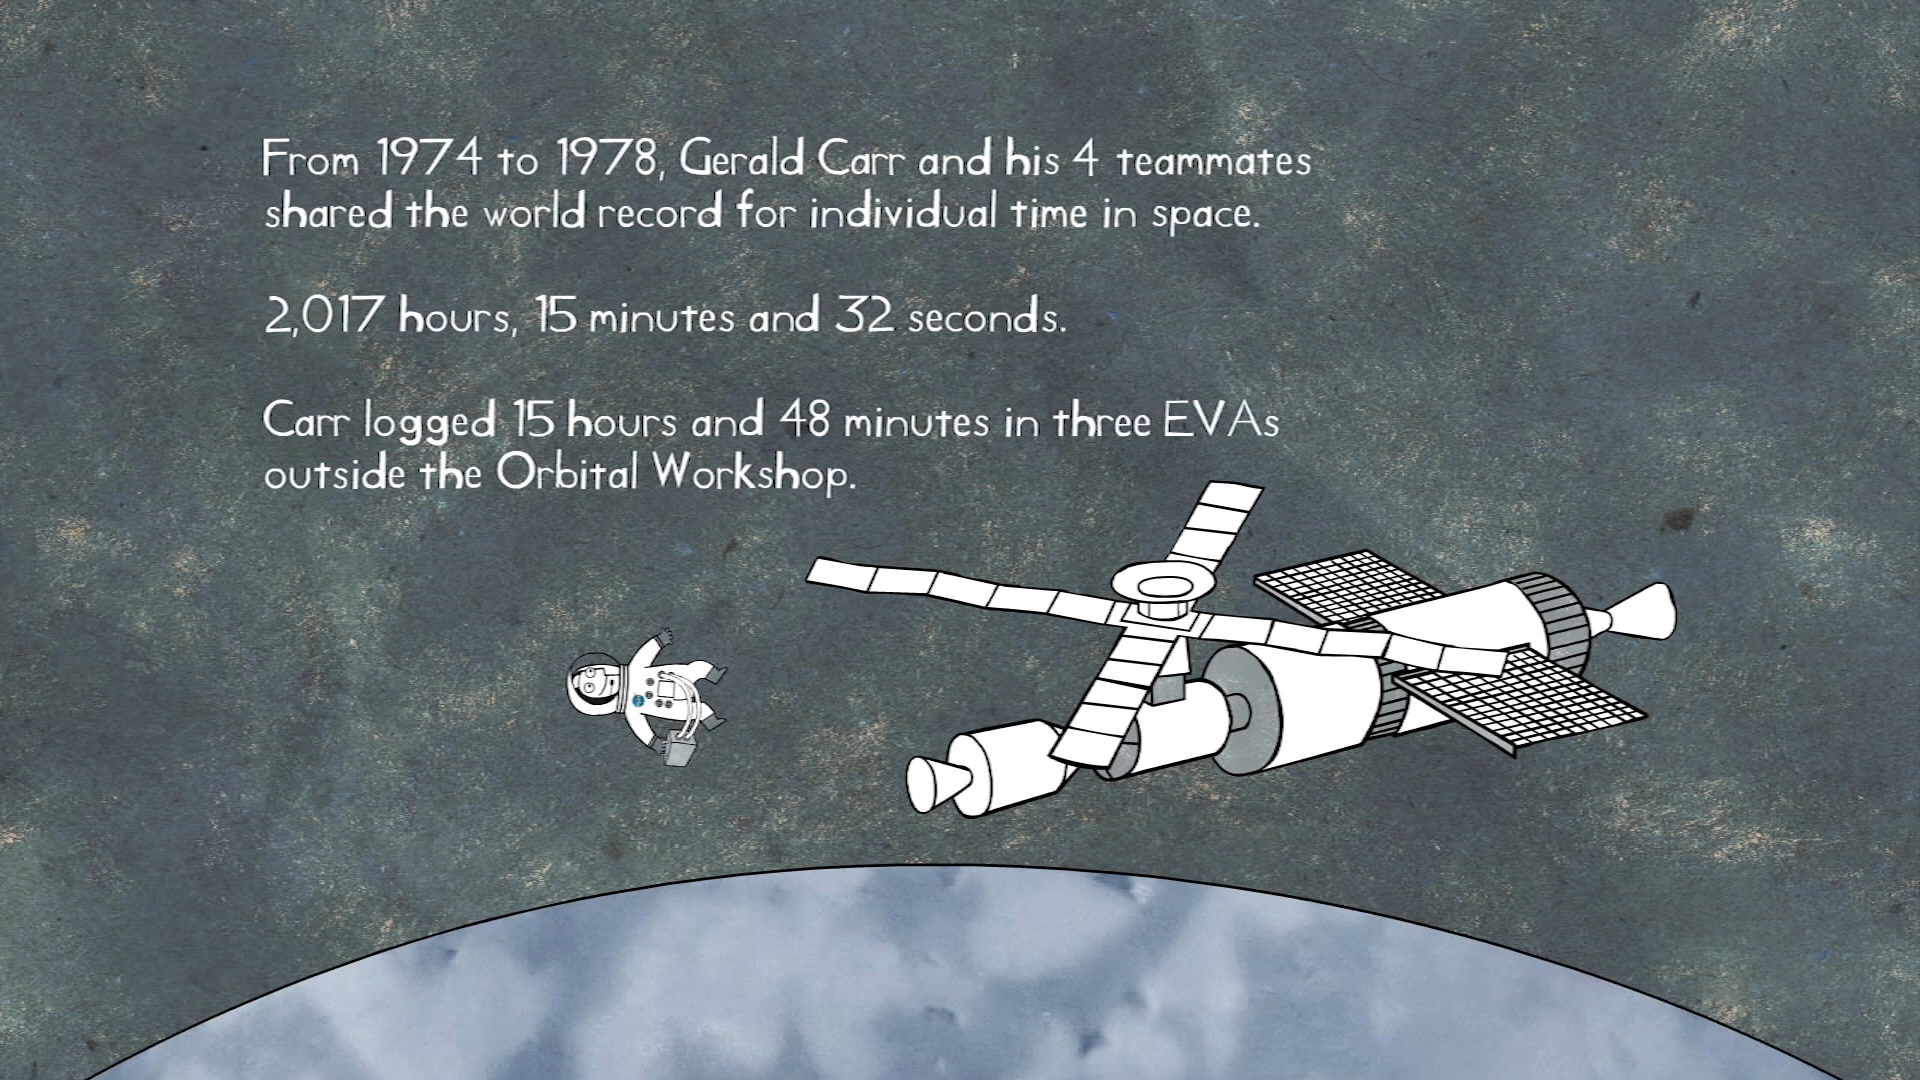 From 1974 to 1978, Gerald Carr and his 4 teammates
shared the world record for individual time in space.
2,017 hours, 15 minutes and 32 seconds.
Carr logged 15 hours and 48 minutes in three EVAs
outside the Orbital Workshop.